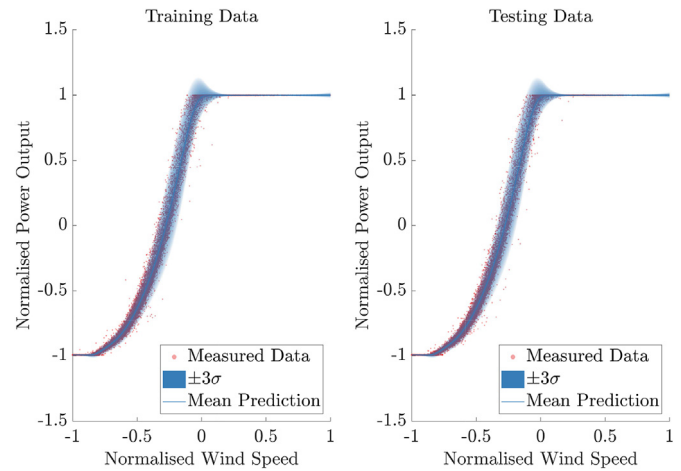 Training Data
1.5
1
0.5
0
-0.5
-1
-1.5
Normalised Power Output
Measured Data
±3σ
Mean Prediction
-1 -0.5 0 0.5 1
Normalised Wind Speed
Testing Data
1.5
1
0.5
0
-0.5
-1
-1.5
Normalised Power Output
Measured Data
±3σ
Mean Prediction
-1 -0.5 0 0.5 1
Normalised Wind Speed